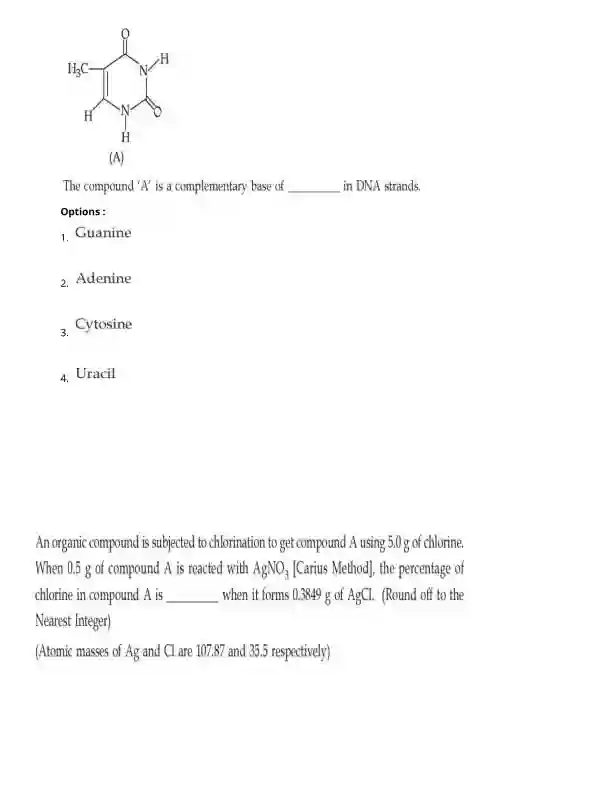 O
H
H₃C
N
N
O
H
H
(A)
The compound 'A' is a complementary base of ________ in DNA strands.
Options :
1. Guanine
2. Adenine
3. Cytosine
4. Uracil
An organic compound is subjected to chlorination to get compound A using 5.0 g of chlorine.
When 0.5 g of compound A is reacted with AgNO₃ [Carius Method], the percentage of
chlorine in compound A is ________ when it forms 0.3849 g of AgCl. (Round off to the
Nearest Integer)
(Atomic masses of Ag and Cl are 107.87 and 35.5 respectively)